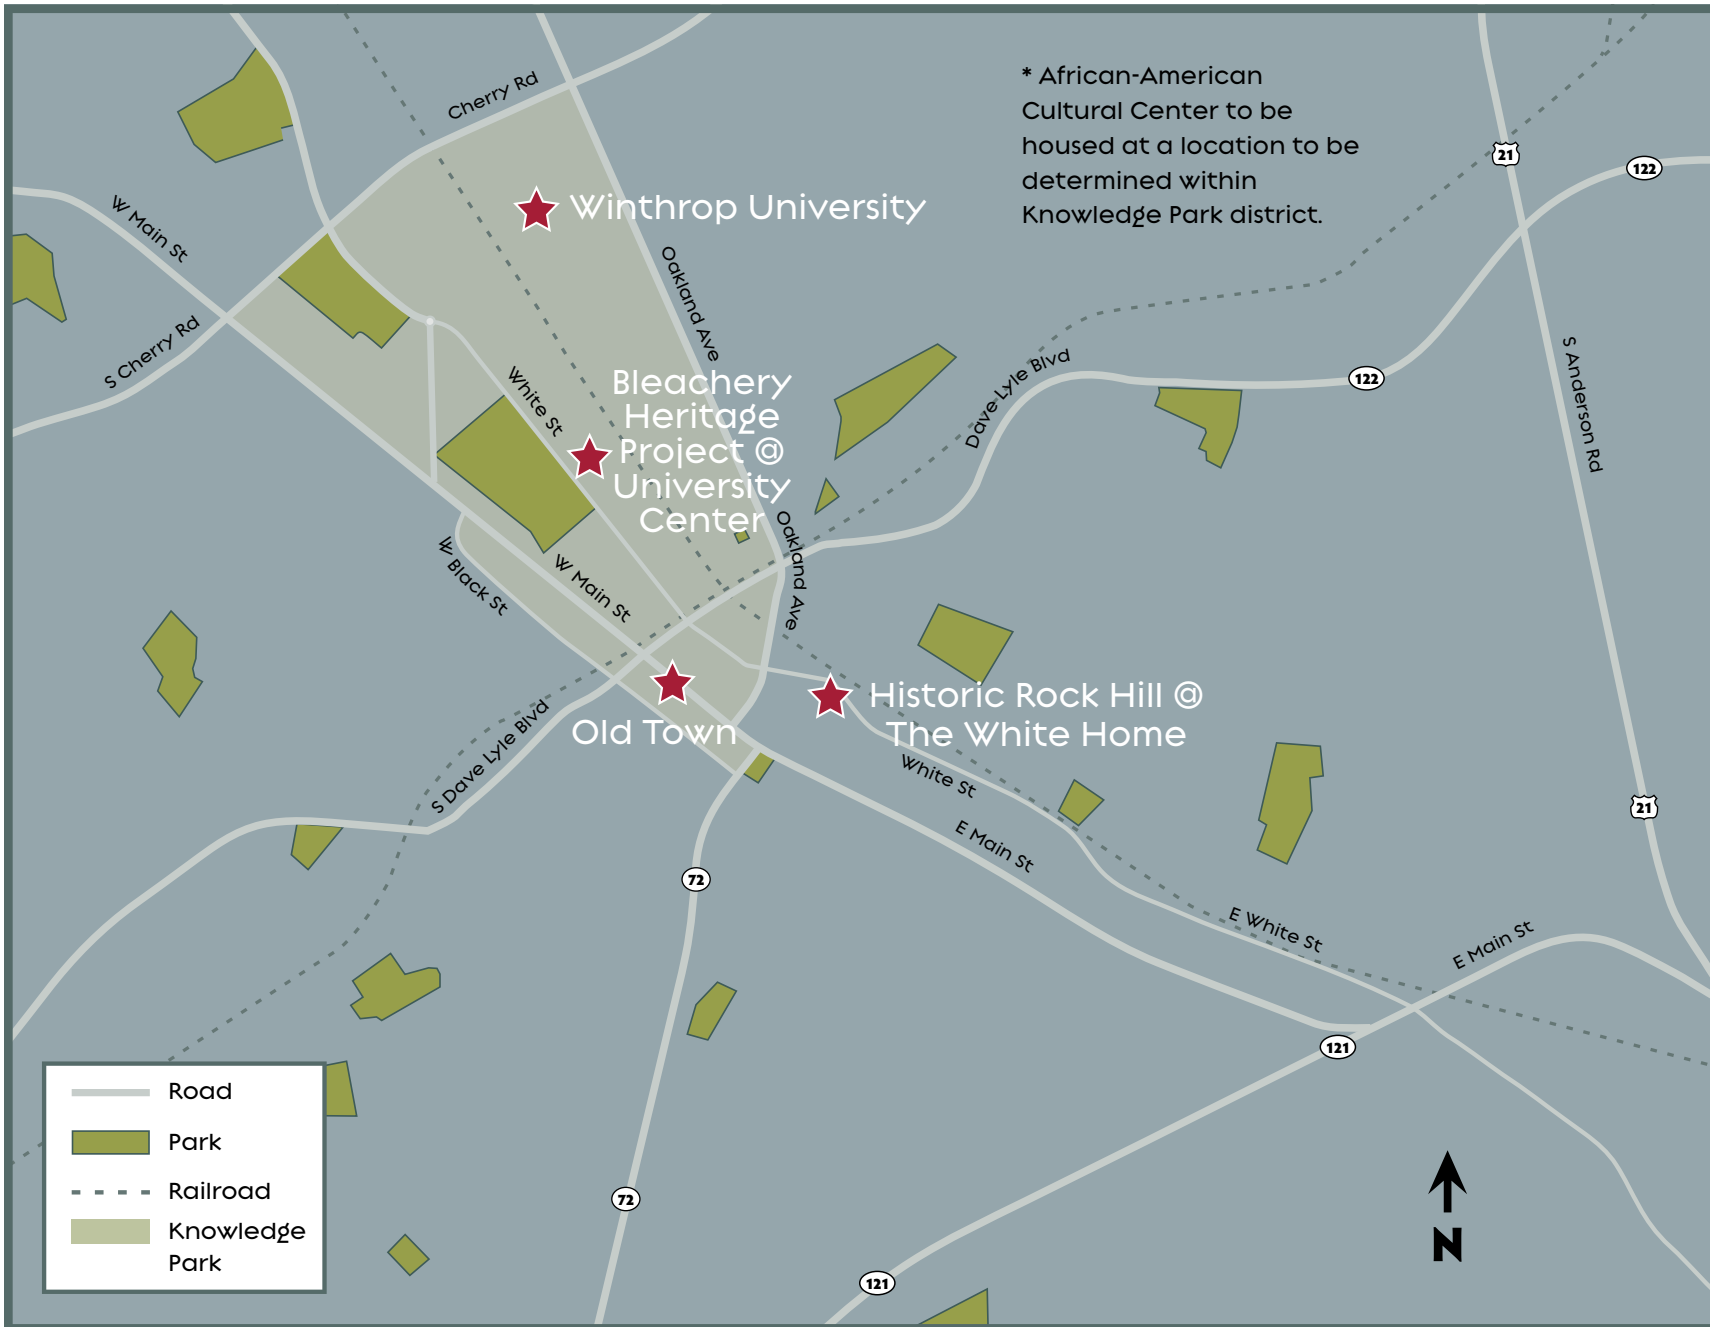 Cherry Rd
* African-American
Cultural Center to be
housed at a location to be
determined within
Knowledge Park district.
21
122
W Main St
Winthrop University
Oakland Ave
S Cherry Rd
White St
Bleachery
Heritage
Project @
University
Center
Dave Lyle Blvd
122
S Anderson Rd
Oakland Ave
W Black St
W Main St
Old Town
Historic Rock Hill @
The White Home
S Dave Lyle Blvd
White St
21
E Main St
72
E White St
E Main St
121
Road
Park
Railroad
Knowledge
Park
72
121
N